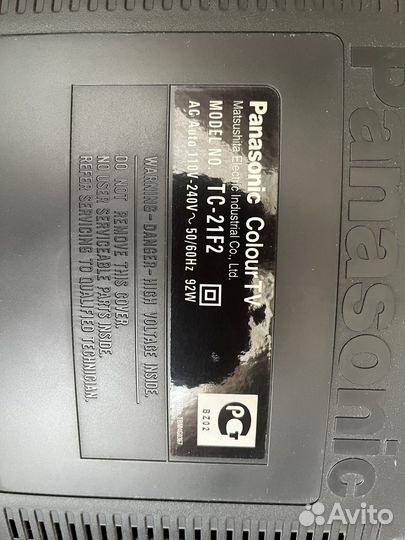 Panasonic
Panasonic Colour TV
Matsushita Electric Industrial Co., Ltd.
MODEL NO. TC-21F2
AC Auto 110V-240V~ 50/60Hz 92W
PG
BZ02
WARNING-DANGER-HIGH VOLTAGE INSIDE.
DO NOT REMOVE THIS COVER.
NO USER SERVICEABLE PARTS INSIDE.
REFER SERVICING TO QUALIFIED TECHNICIAN.
Avito